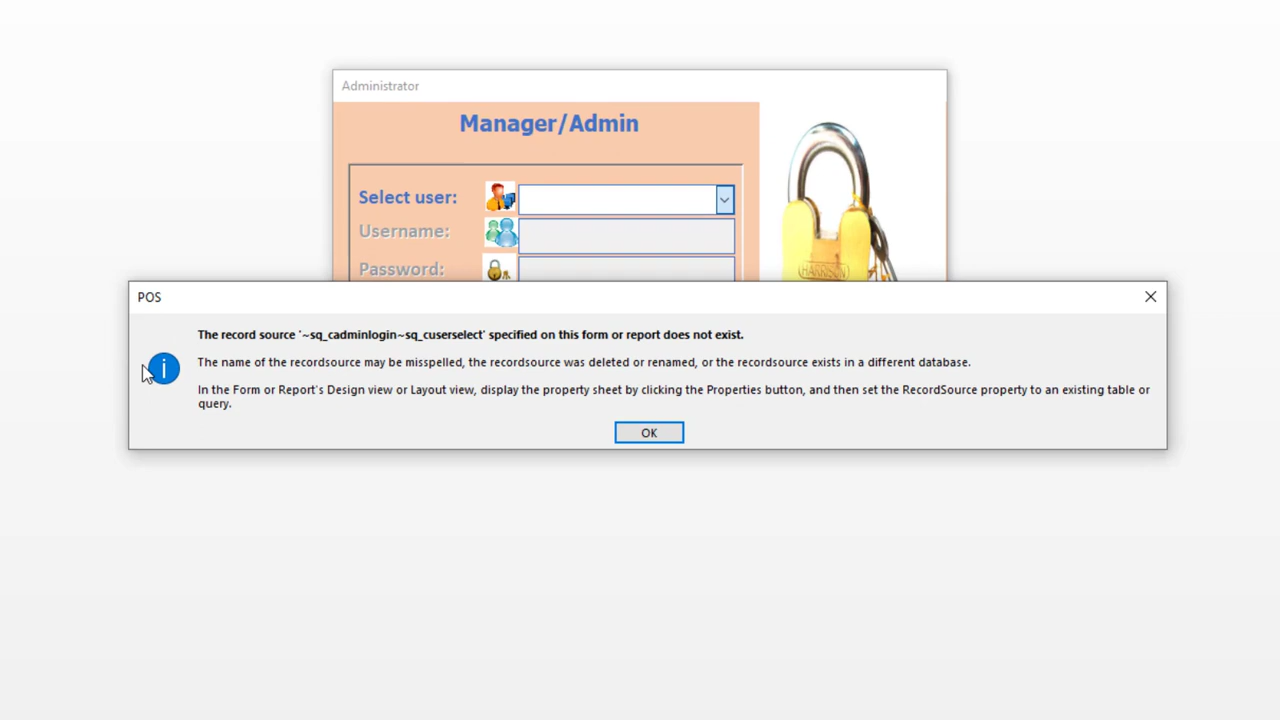 Administrator
Manager/Admin
Select user:
Username:
Password:
HARRISON
POS
The record source '~sq_cadminlogin~sq_cuserselect' specified on this form or report does not exist.
The name of the recordsource may be misspelled, the recordsource was deleted or renamed, or the recordsource exists in a different database.
In the Form or Report's Design view or Layout view, display the property sheet by clicking the Properties button, and then set the RecordSource property to an existing table or
query.
OK